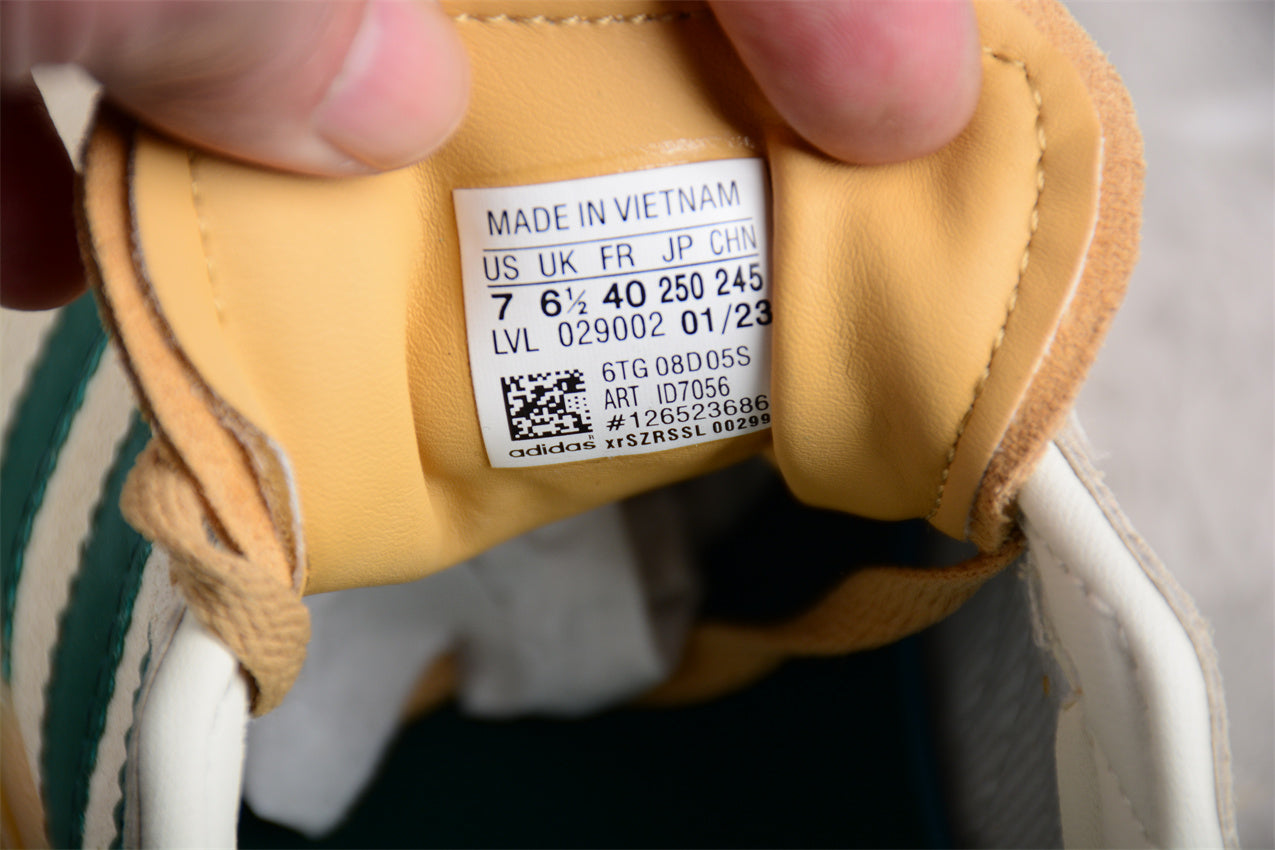 MADE IN VIETNAM
US UK FR JP CHN
7 6½ 40 250 245
LVL 029002 01/23
6TG 08D05S
ART ID7056
#126523686
adidas xrSZRSSL 00299